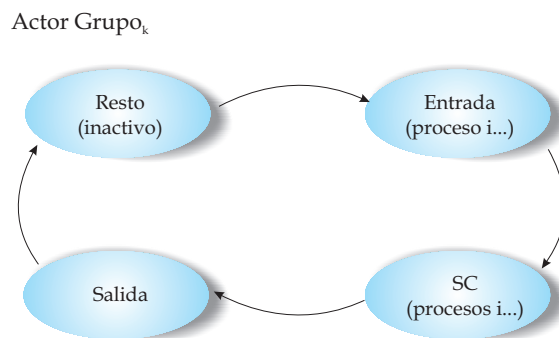 Actor Grupoₖ
Resto
(inactivo)
Entrada
(proceso i...)
Salida
SC
(procesos i...)